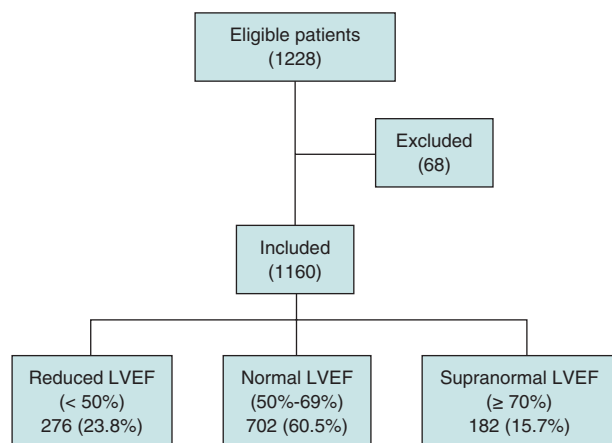 Eligible patients
(1228)
Excluded
(68)
Included
(1160)
Reduced LVEF
(< 50%)
276 (23.8%)
Normal LVEF
(50%-69%)
702 (60.5%)
Supranormal LVEF
(≥ 70%)
182 (15.7%)